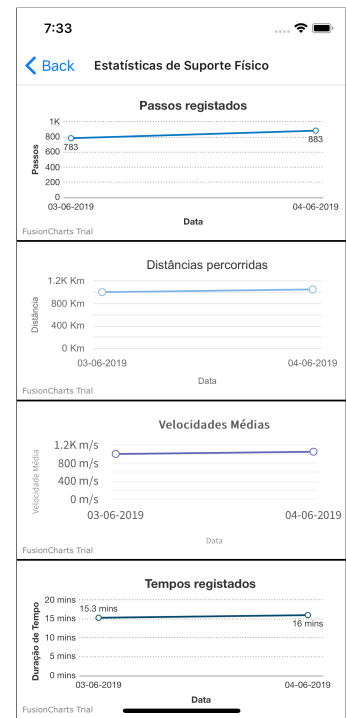 7:33
Back Estatísticas de Suporte Físico
Passos registados
1K
800
600
400
200
0
Passos
783
883
03-06-2019 04-06-2019
Data
FusionCharts Trial
Distâncias percorridas
1.2K Km
800 Km
400 Km
0 Km
Distância
03-06-2019 04-06-2019
Data
FusionCharts Trial
Velocidades Médias
1.2K m/s
800 m/s
400 m/s
0 m/s
Velocidade Média
03-06-2019 04-06-2019
Data
FusionCharts Trial
Tempos registados
20 mins
15 mins
10 mins
5 mins
0 mins
Duração de Tempo
15.3 mins
16 mins
03-06-2019 04-06-2019
Data
FusionCharts Trial